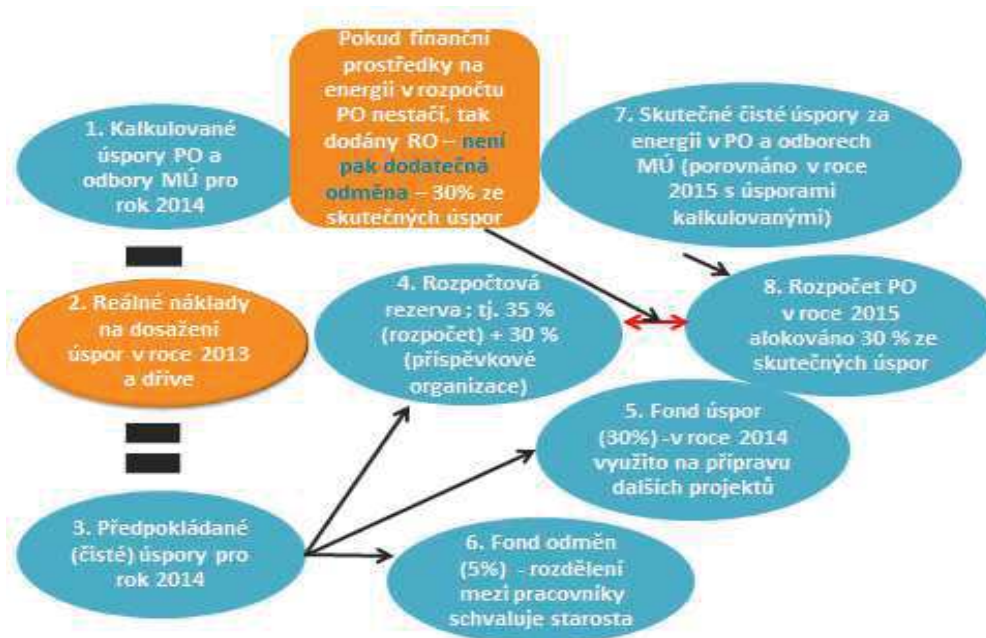 Pokud finanční
prostředky na
energii v rozpočtu
PO nestačí, tak
dodány RO – není
pak dodatečná
odměna – 30% ze
skutečných úspor
1. Kalkulované
úspory PO a
odbory MÚ pro
rok 2014
7. Skutečné čisté úspory za
energii v PO a odborech
MÚ (porovnáno v roce
2015 s úsporami
kalkulovanými)
2. Reálné náklady
na dosažení
úspor v roce 2013
a dříve
4. Rozpočtová
rezerva ; tj. 35 %
(rozpočet) + 30 %
(příspěvkové
organizace)
8. Rozpočet PO
v roce 2015
alokováno 30 % ze
skutečných úspor
5. Fond úspor
(30%) -v roce 2014
využito na přípravu
dalších projektů
3. Předpokládané
(čisté) úspory pro
rok 2014
6. Fond odměn
(5%) - rozdělení
mezi pracovníky
schvaluje starosta